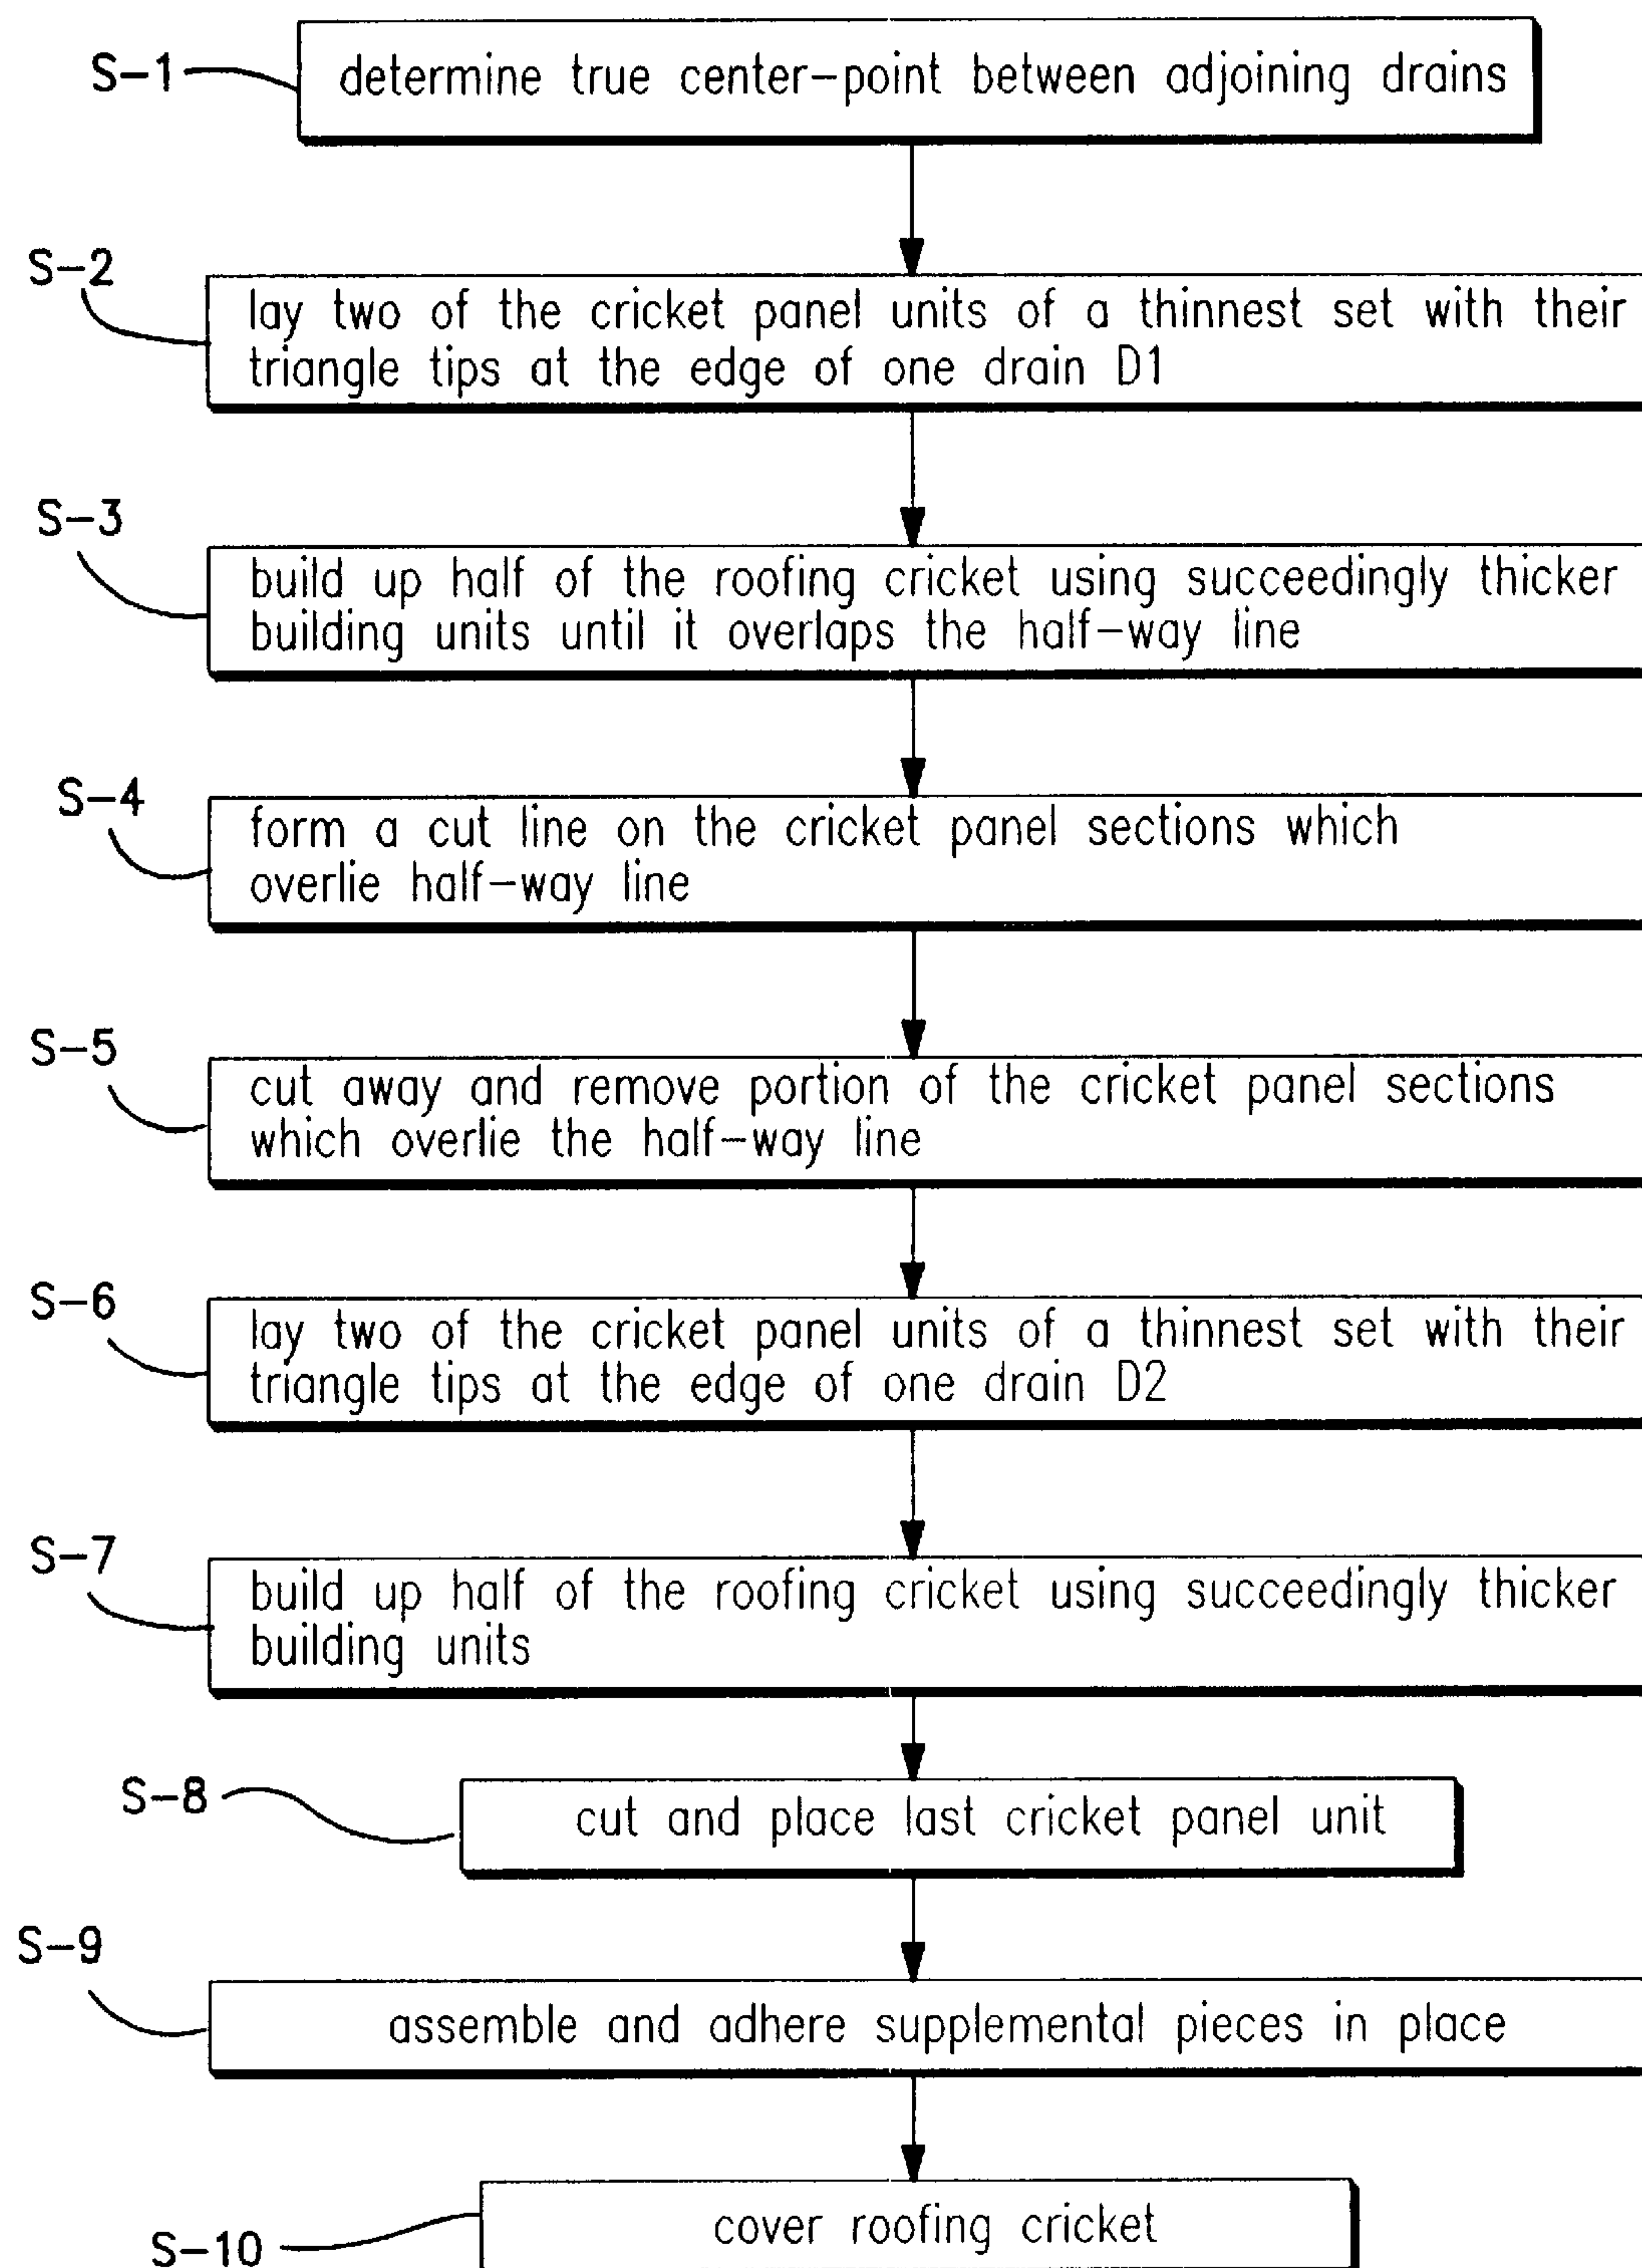 S-1
determine true center-point between adjoining drains
S-2
lay two of the cricket panel units of a thinnest set with their
triangle tips at the edge of one drain D1
S-3
build up half of the roofing cricket using succeedingly thicker
building units until it overlaps the half-way line
S-4
form a cut line on the cricket panel sections which
overlie half-way line
S-5
cut away and remove portion of the cricket panel sections
which overlie the half-way line
S-6
lay two of the cricket panel units of a thinnest set with their
triangle tips at the edge of one drain D2
S-7
build up half of the roofing cricket using succeedingly thicker
building units
S-8
cut and place last cricket panel unit
S-9
assemble and adhere supplemental pieces in place
S-10
cover roofing cricket